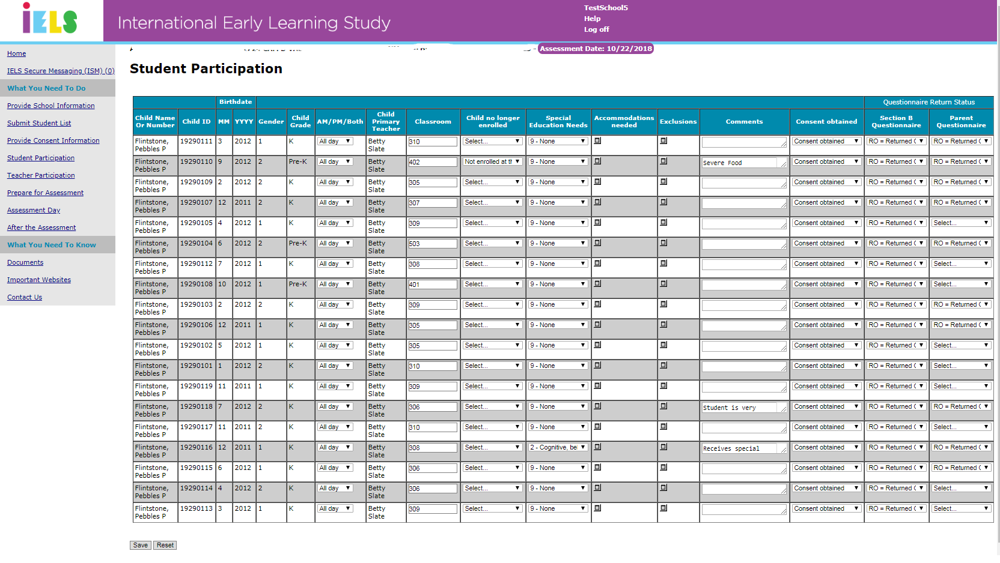 iELS
International Early Learning Study
TestSchool5
Help
Log off
Assessment Date: 10/22/2018
Home
IELS Secure Messaging (ISM) (0)
What You Need To Do
Provide School Information
Submit Student List
Provide Consent Information
Student Participation
Teacher Participation
Prepare for Assessment
Assessment Day
After the Assessment
What You Need To Know
Documents
Important Websites
Contact Us
Student Participation
Birthdate Questionnaire Return Status
Child Name Or Number Child ID MM YYYY Gender Child Grade AM/PM/Both Child Primary Teacher Classroom Child no longer enrolled Special Education Needs Accommodations needed Exclusions Comments Consent obtained Section B Questionnaire Parent Questionnaire
Flintstone, Pebbles P 19290111 3 2012 1 K All day Betty Slate 310 Select... 9 - None Consent obtained RO = Returned ( RO = Returned (
Flintstone, Pebbles P 19290110 9 2012 2 Pre-K All day Betty Slate 402 Not enrolled at th 9 - None Severe Food Consent obtained RO = Returned ( RO = Returned (
Flintstone, Pebbles P 19290109 2 2012 2 K All day Betty Slate 305 Select... 9 - None Consent obtained RO = Returned ( RO = Returned (
Flintstone, Pebbles P 19290107 12 2011 2 K All day Betty Slate 307 Select... 9 - None Consent obtained RO = Returned ( RO = Returned (
Flintstone, Pebbles P 19290105 4 2012 1 K All day Betty Slate 309 Select... 9 - None Consent obtained RO = Returned ( Select...
Flintstone, Pebbles P 19290104 6 2012 2 Pre-K All day Betty Slate 503 Select... 9 - None Consent obtained RO = Returned ( RO = Returned (
Flintstone, Pebbles P 19290112 7 2012 1 K All day Betty Slate 308 Select... 9 - None Consent obtained RO = Returned ( Select...
Flintstone, Pebbles P 19290108 10 2012 1 Pre-K All day Betty Slate 401 Select... 9 - None Consent obtained RO = Returned ( Select...
Flintstone, Pebbles P 19290103 2 2012 2 K All day Betty Slate 309 Select... 9 - None Consent obtained RO = Returned ( RO = Returned (
Flintstone, Pebbles P 19290106 12 2011 1 K All day Betty Slate 305 Select... 9 - None Consent obtained RO = Returned ( RO = Returned (
Flintstone, Pebbles P 19290102 5 2012 1 K All day Betty Slate 305 Select... 9 - None Consent obtained RO = Returned ( Select...
Flintstone, Pebbles P 19290101 1 2012 2 K All day Betty Slate 310 Select... 9 - None Consent obtained RO = Returned ( Select...
Flintstone, Pebbles P 19290119 11 2011 1 K All day Betty Slate 309 Select... 9 - None Consent obtained RO = Returned ( Select...
Flintstone, Pebbles P 19290118 7 2012 2 K All day Betty Slate 306 Select... 9 - None Student is very Consent obtained RO = Returned ( RO = Returned (
Flintstone, Pebbles P 19290117 11 2011 2 K All day Betty Slate 310 Select... 9 - None Consent obtained RO = Returned ( Select...
Flintstone, Pebbles P 19290116 12 2011 1 K All day Betty Slate 308 Select... 2 - Cognitive, bel Receives special Consent obtained RO = Returned ( RO = Returned (
Flintstone, Pebbles P 19290115 6 2012 1 K All day Betty Slate 306 Select... 9 - None Consent obtained RO = Returned ( RO = Returned (
Flintstone, Pebbles P 19290114 4 2012 2 K All day Betty Slate 306 Select... 9 - None Consent obtained RO = Returned ( Select...
Flintstone, Pebbles P 19290113 3 2012 1 K All day Betty Slate 309 Select... 9 - None Consent obtained RO = Returned ( Select...
Save Reset